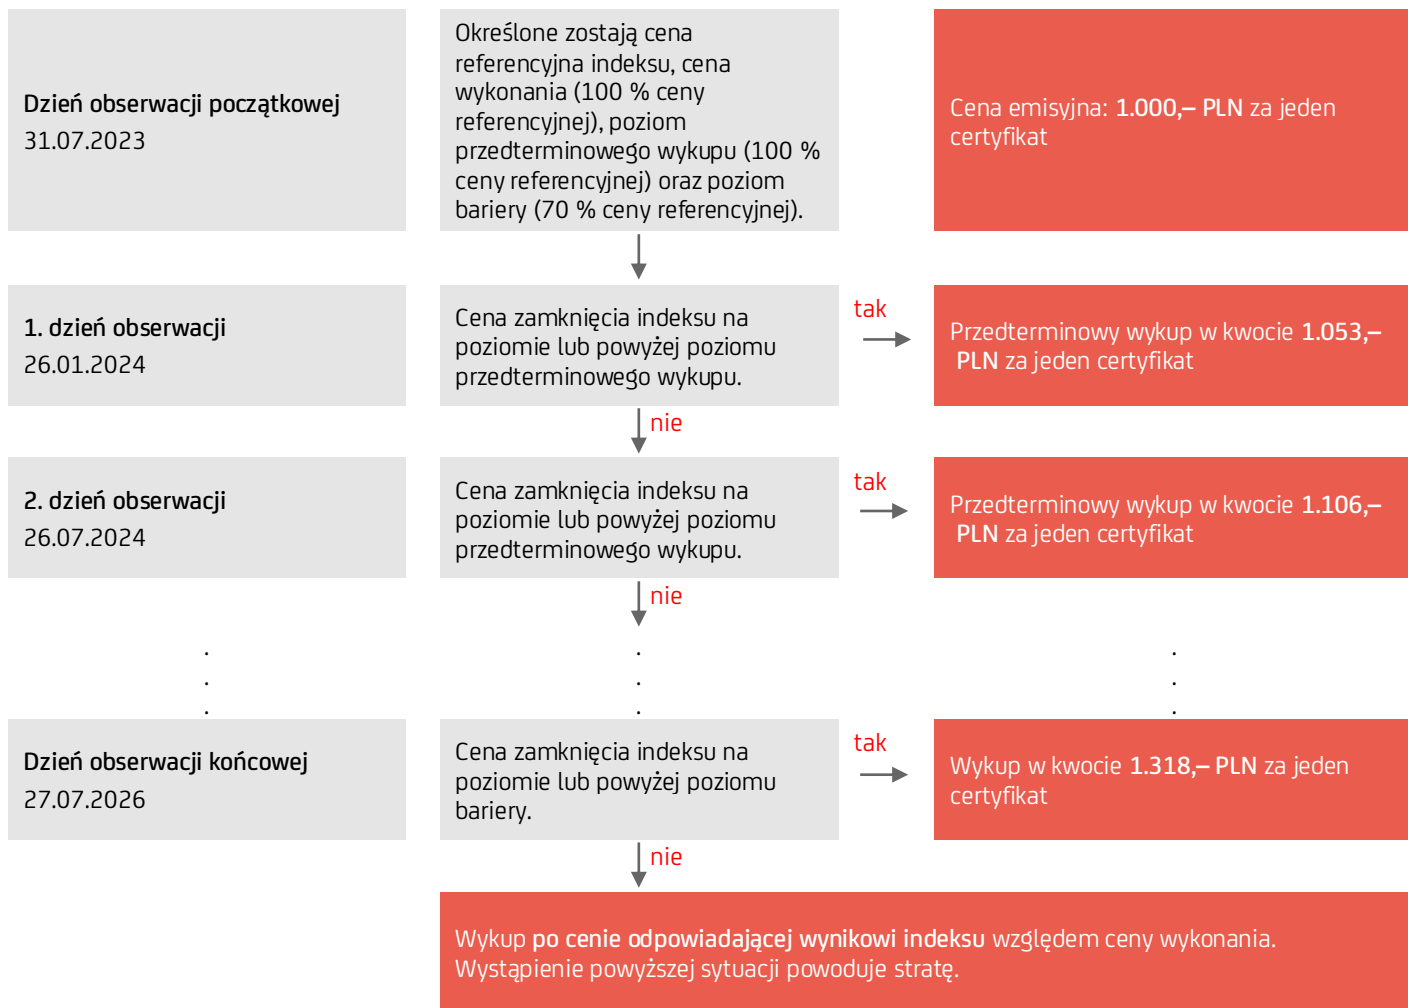 Dzień obserwacji początkowej
31.07.2023
Określone zostają cena
referencyjna indeksu, cena
wykonania (100 % ceny
referencyjnej), poziom
przedterminowego wykupu (100 %
ceny referencyjnej) oraz poziom
bariery (70 % ceny referencyjnej).
Cena emisyjna: 1.000,– PLN za jeden
certyfikat
1. dzień obserwacji
26.01.2024
Cena zamknięcia indeksu na
poziomie lub powyżej poziomu
przedterminowego wykupu.
tak
Przedterminowy wykup w kwocie 1.053,–
PLN za jeden certyfikat
nie
2. dzień obserwacji
26.07.2024
Cena zamknięcia indeksu na
poziomie lub powyżej poziomu
przedterminowego wykupu.
tak
Przedterminowy wykup w kwocie 1.106,–
PLN za jeden certyfikat
nie
. . .
. . .
. . .
Dzień obserwacji końcowej
27.07.2026
Cena zamknięcia indeksu na
poziomie lub powyżej poziomu
bariery.
tak
Wykup w kwocie 1.318,– PLN za jeden
certyfikat
nie
Wykup po cenie odpowiadającej wynikowi indeksu względem ceny wykonania.
Wystąpienie powyższej sytuacji powoduje stratę.